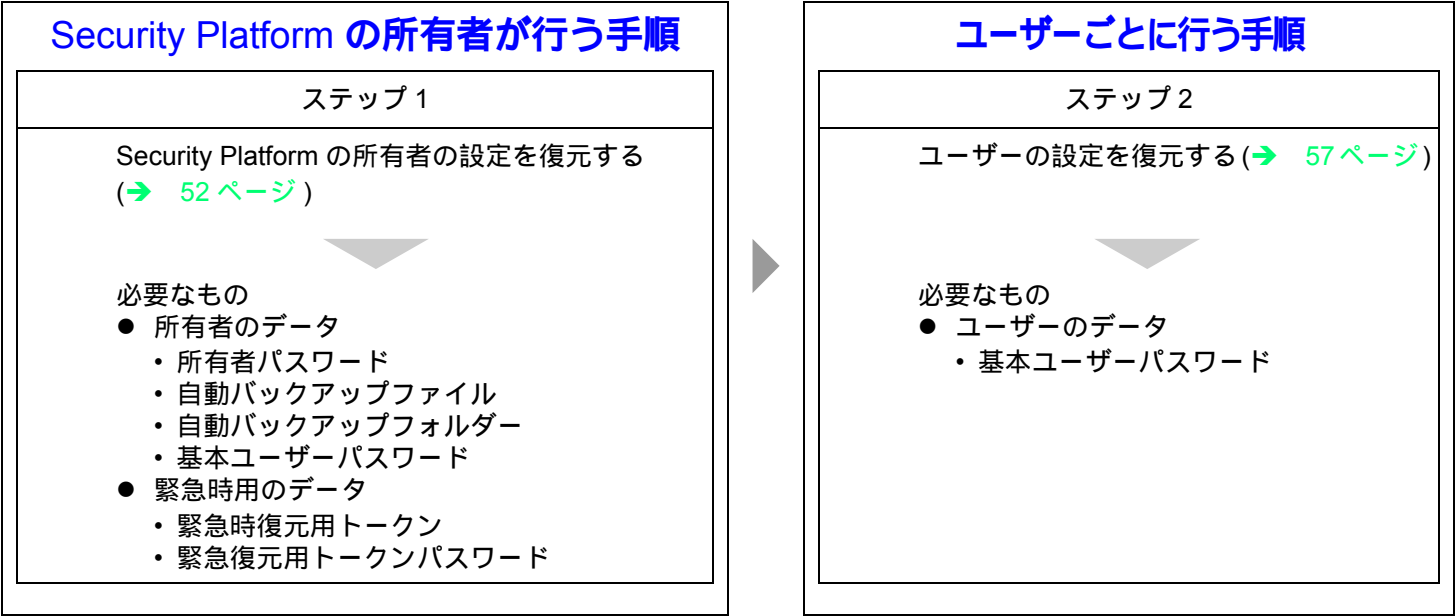 Security Platform の所有者が行う手順
ステップ 1
Security Platform の所有者の設定を復元する
(➔ 52 ページ )
必要なもの
● 所有者のデータ
・ 所有者パスワード
・ 自動バックアップファイル
・ 自動バックアップフォルダー
・ 基本ユーザーパスワード
● 緊急時用のデータ
・ 緊急時復元用トークン
・ 緊急復元用トークンパスワード
ユーザーごとに行う手順
ステップ 2
ユーザーの設定を復元する (➔ 57 ページ )
必要なもの
● ユーザーのデータ
・ 基本ユーザーパスワード